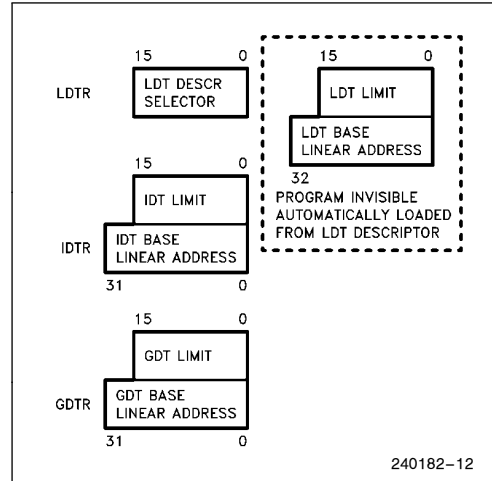 15 0
LDTR
LDT DESCR
SELECTOR
15 0
LDT LIMIT
LDT BASE
LINEAR ADDRESS
32
PROGRAM INVISIBLE
AUTOMATICALLY LOADED
FROM LDT DESCRIPTOR
15 0
IDT LIMIT
IDTR
IDT BASE
LINEAR ADDRESS
31 0
15 0
GDT LIMIT
GDTR
GDT BASE
LINEAR ADDRESS
31 0
240182–12